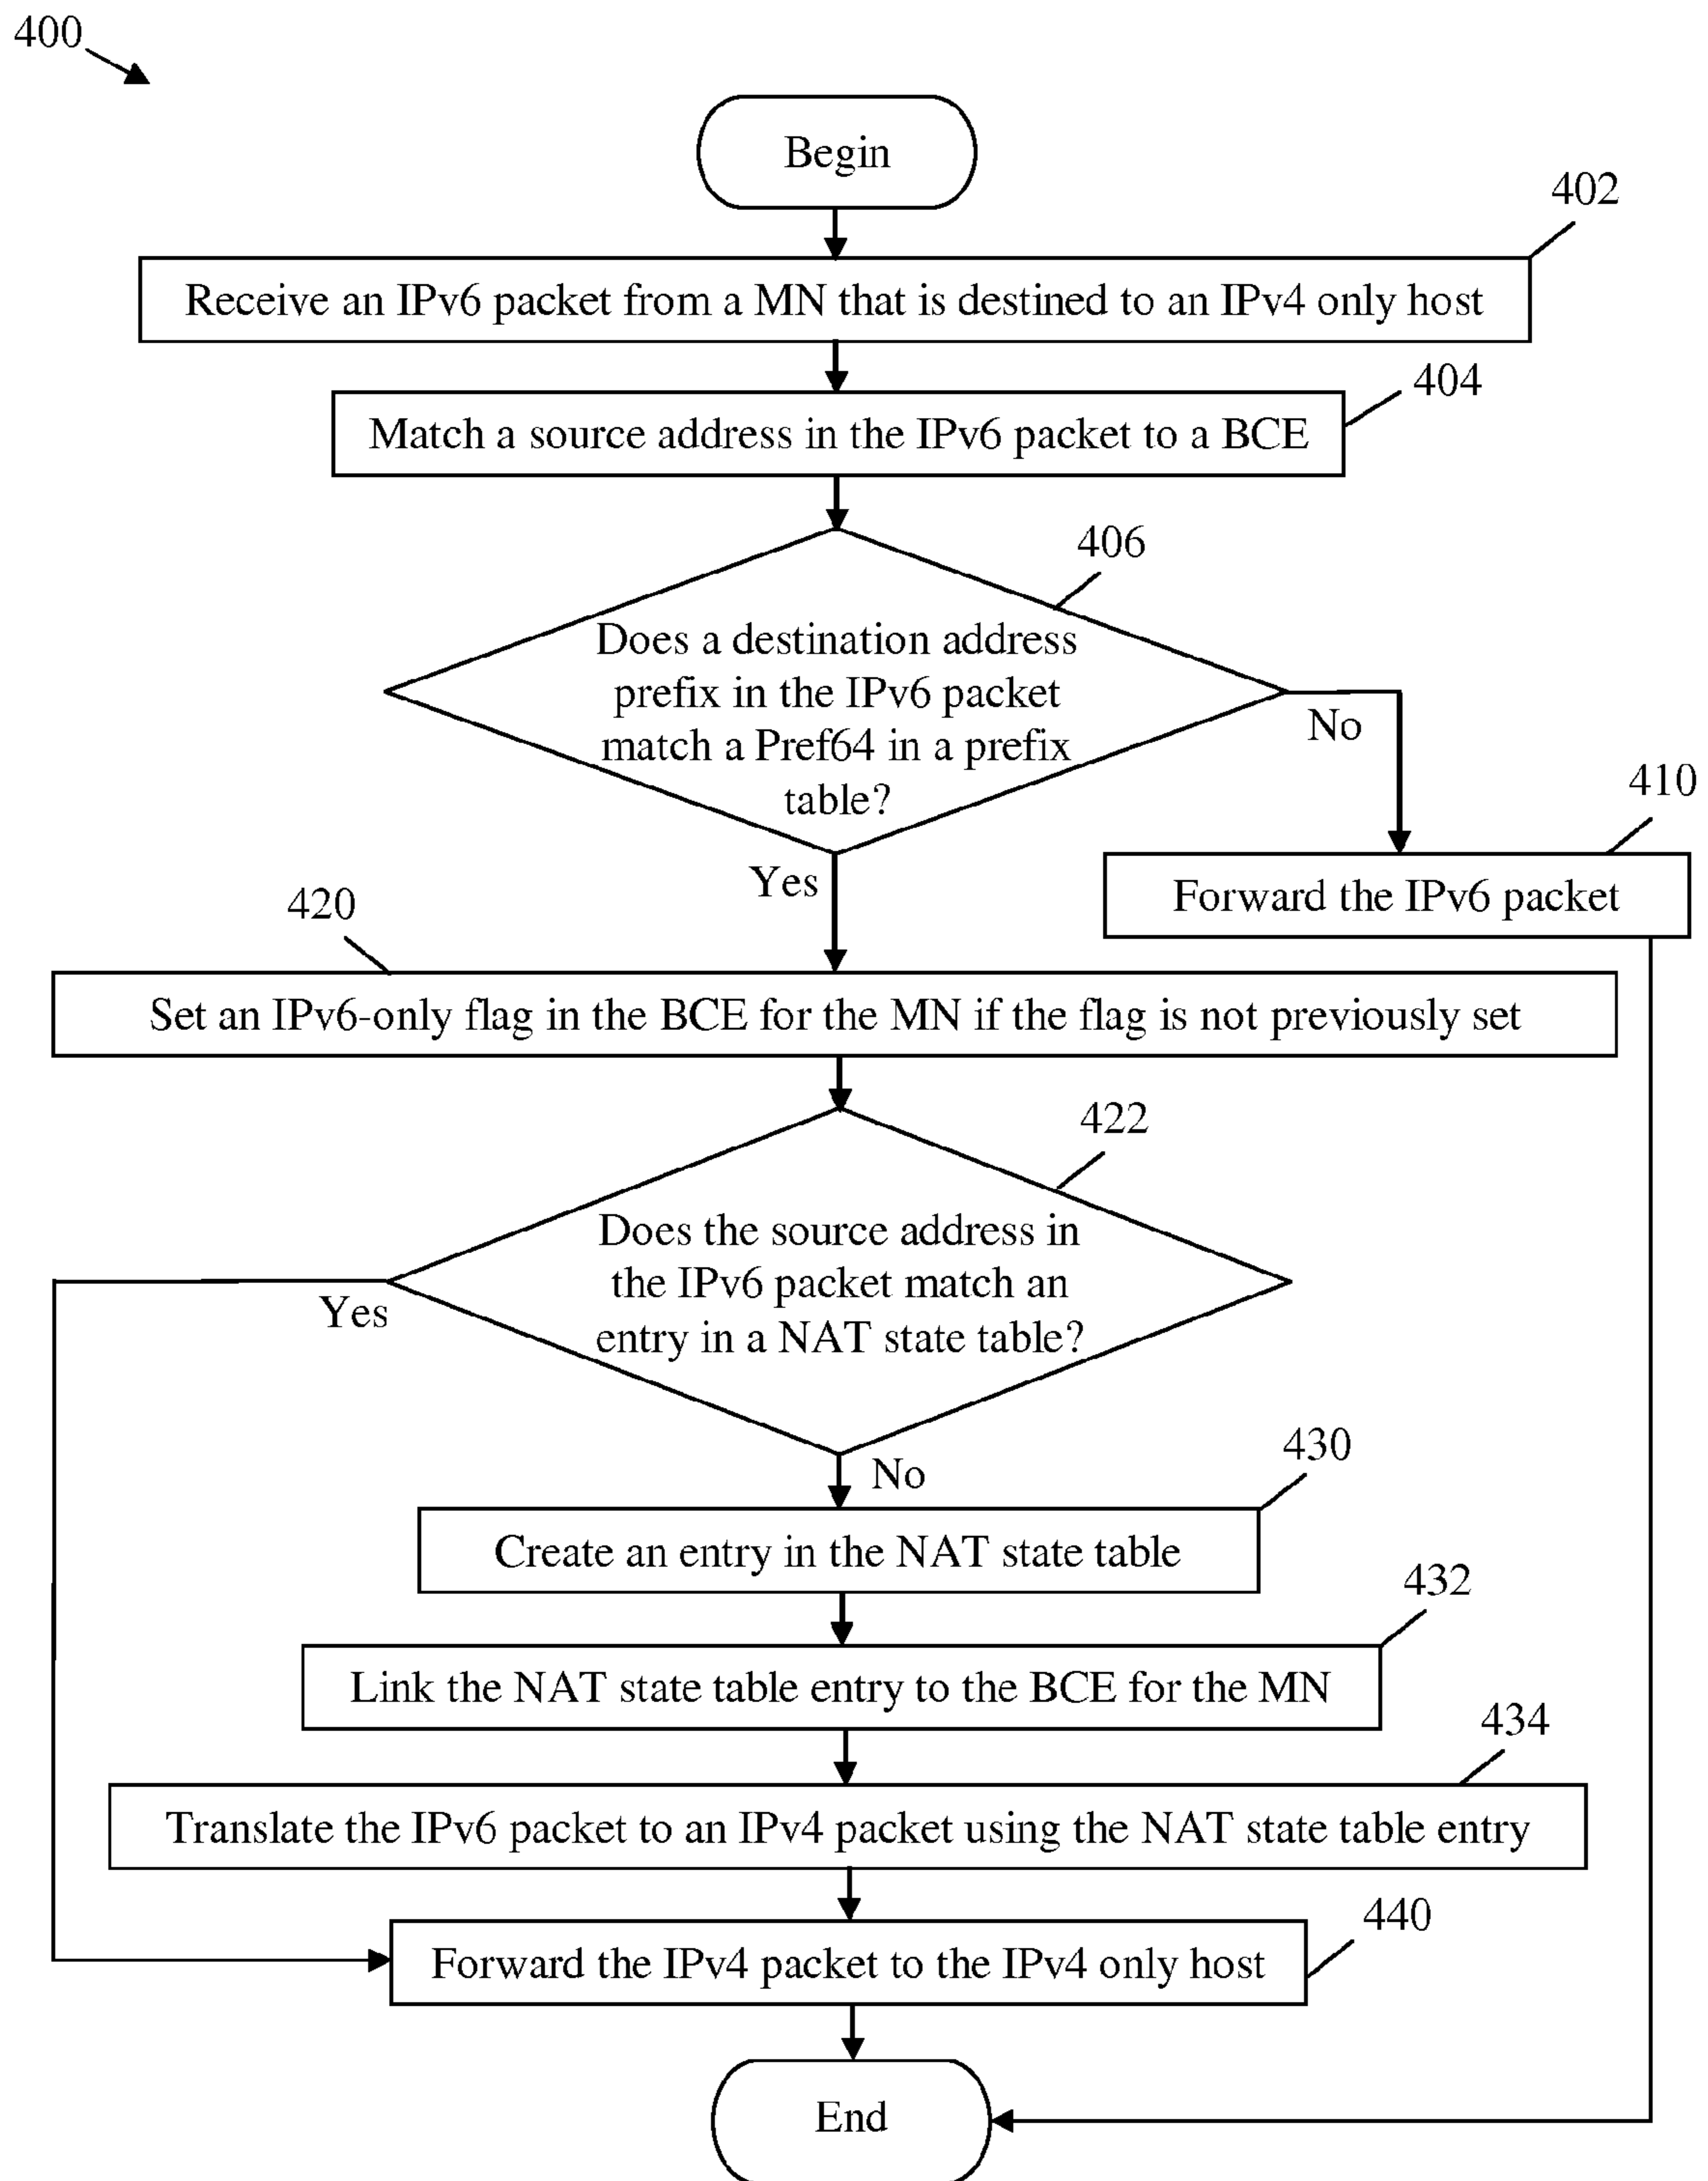 400
Begin
402
Receive an IPv6 packet from a MN that is destined to an IPv4 only host
404
Match a source address in the IPv6 packet to a BCE
406
Does a destination address
prefix in the IPv6 packet
match a Pref64 in a prefix
table?
No
410
Forward the IPv6 packet
Yes
420
Set an IPv6-only flag in the BCE for the MN if the flag is not previously set
422
Does the source address in
the IPv6 packet match an
entry in a NAT state table?
Yes
No
430
Create an entry in the NAT state table
432
Link the NAT state table entry to the BCE for the MN
434
Translate the IPv6 packet to an IPv4 packet using the NAT state table entry
440
Forward the IPv4 packet to the IPv4 only host
End